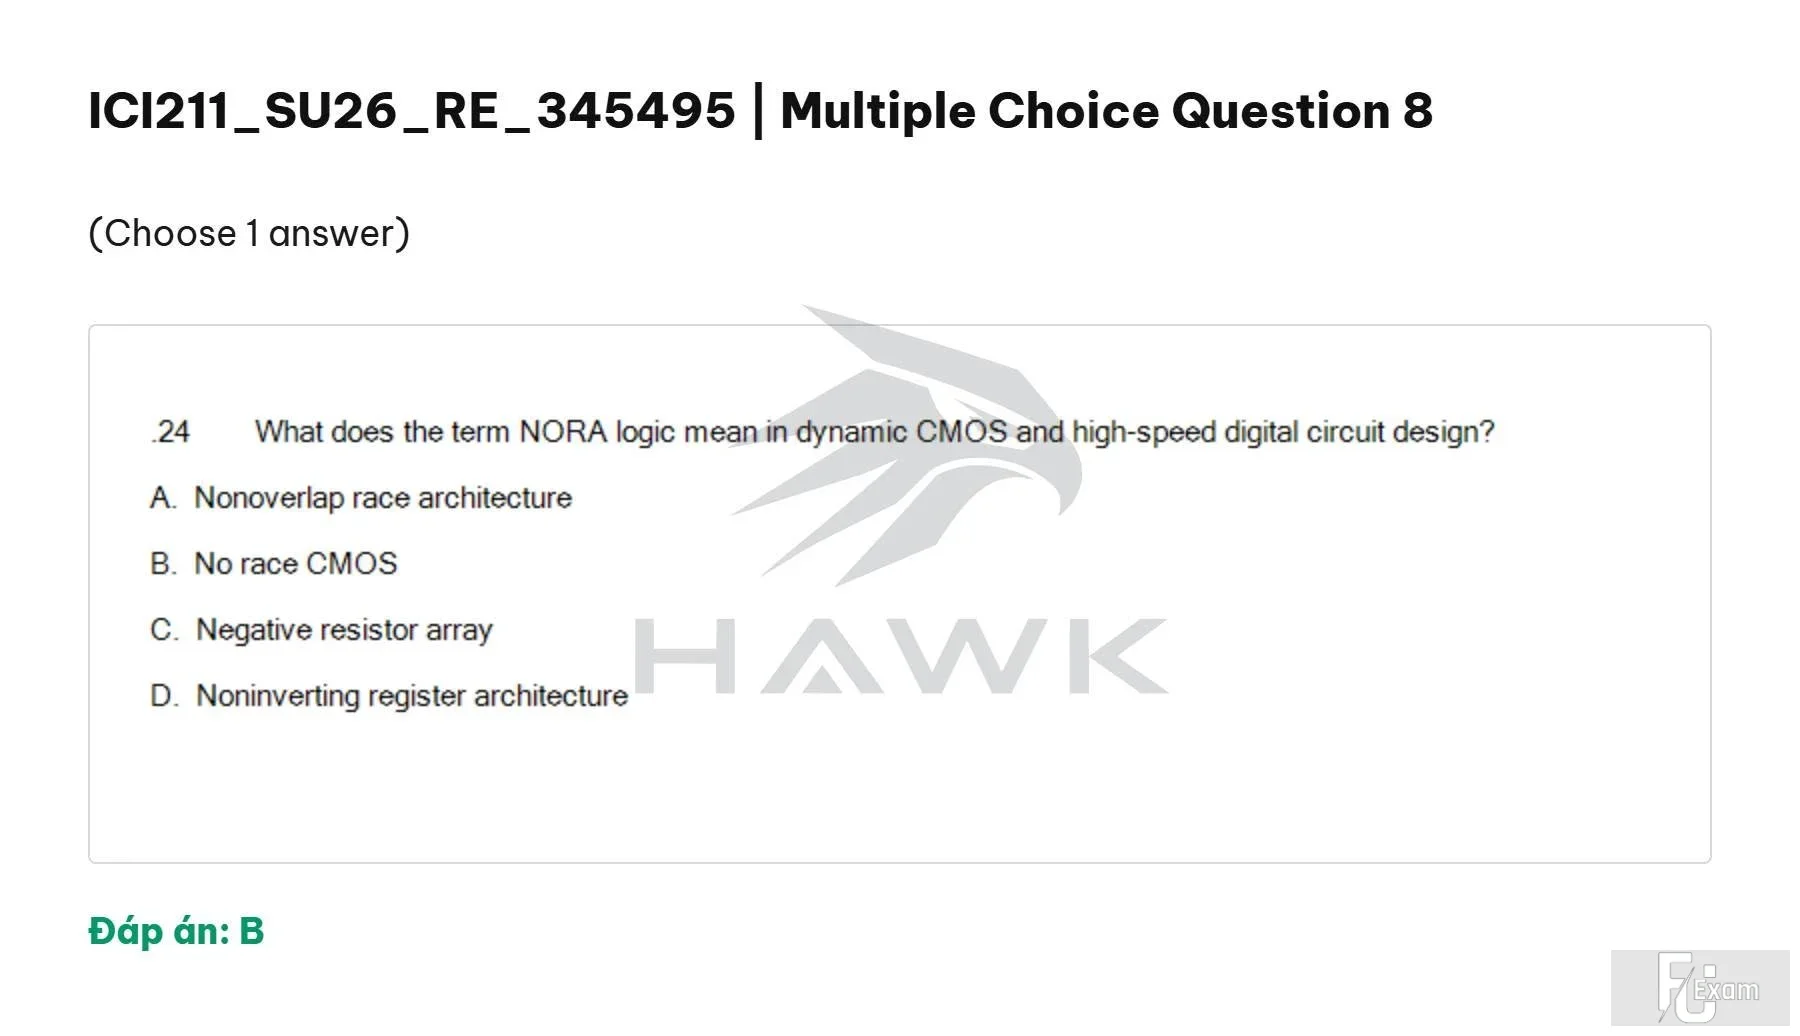 ICI211_SU26_RE_345495 | Multiple Choice Question 8
(Choose 1 answer)
.24 What does the term NORA logic mean in dynamic CMOS and high-speed digital circuit design?
A. Nonoverlap race architecture
B. No race CMOS
C. Negative resistor array
D. Noninverting register architecture
HAWK
Đáp án: B
FU Exam